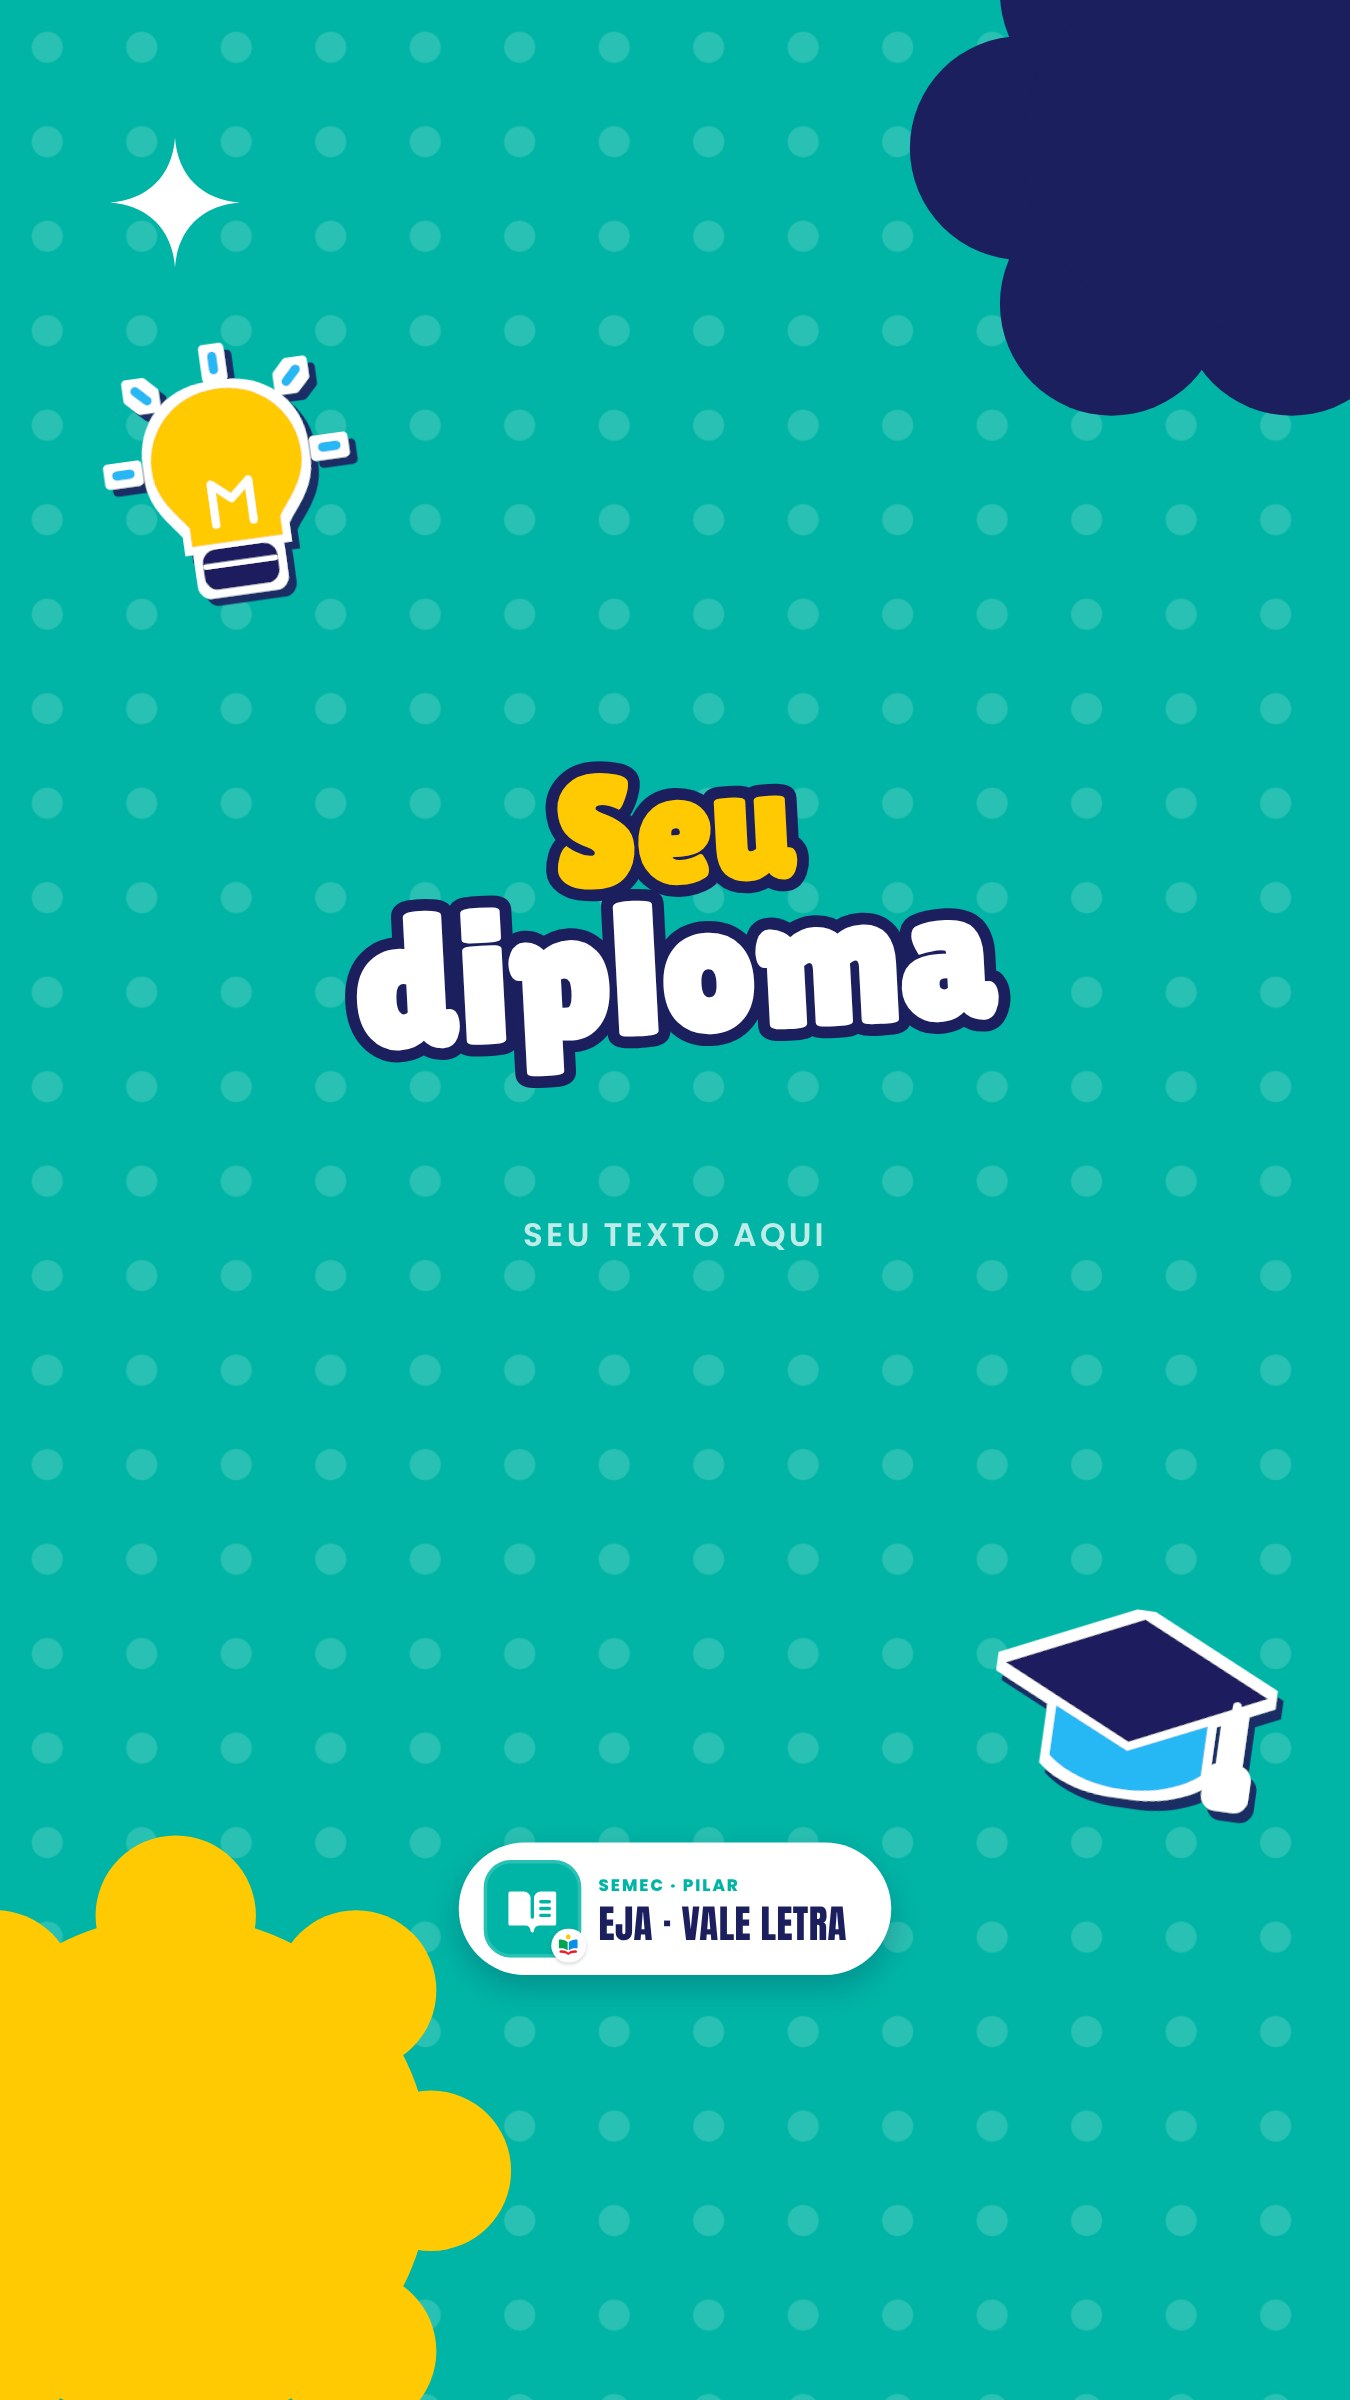 Seu
diploma
SEU TEXTO AQUI
SEMEC · PILAR
EJA · VALE LETRA